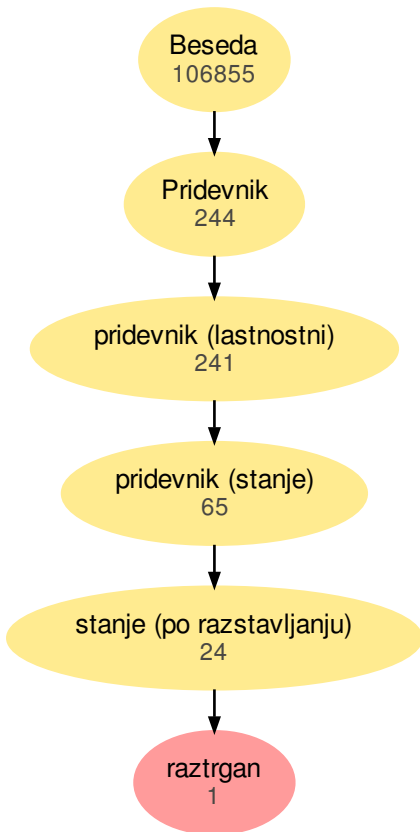 Beseda
106855
Pridevnik
244
pridevnik (lastnostni)
241
pridevnik (stanje)
65
stanje (po razstavljanju)
24
raztrgan
1